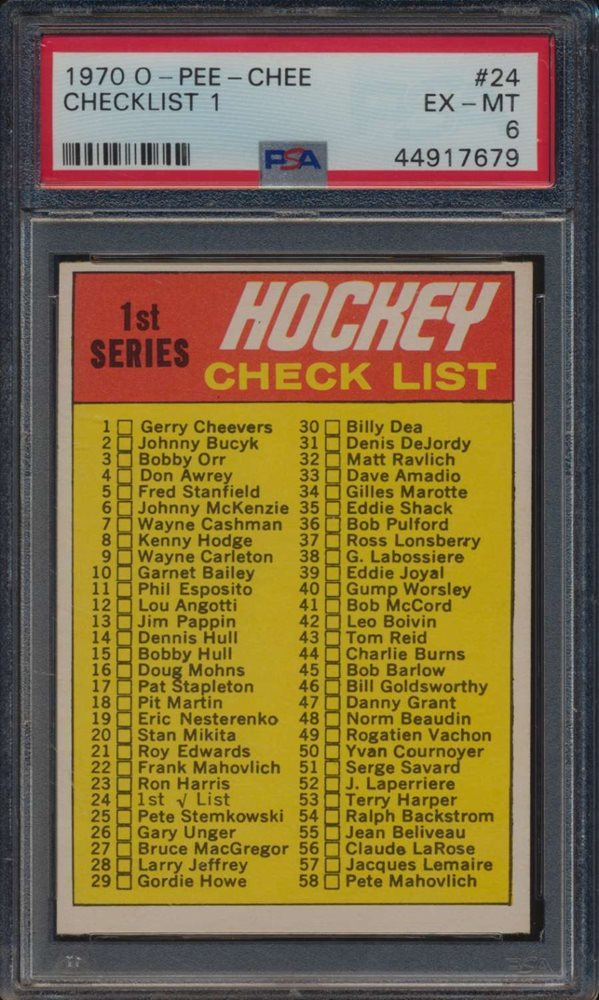 1970 O-PEE-CHEE #24
CHECKLIST 1 EX-MT
6
PSA 44917679
1st
SERIES
HOCKEY
CHECK LIST
1 Gerry Cheevers
2 Johnny Bucyk
3 Bobby Orr
4 Don Awrey
5 Fred Stanfield
6 Johnny McKenzie
7 Wayne Cashman
8 Kenny Hodge
9 Wayne Carleton
10 Garnet Bailey
11 Phil Esposito
12 Lou Angotti
13 Jim Pappin
14 Dennis Hull
15 Bobby Hull
16 Doug Mohns
17 Pat Stapleton
18 Pit Martin
19 Eric Nesterenko
20 Stan Mikita
21 Roy Edwards
22 Frank Mahovlich
23 Ron Harris
24 1st √ List
25 Pete Stemkowski
26 Gary Unger
27 Bruce MacGregor
28 Larry Jeffrey
29 Gordie Howe
30 Billy Dea
31 Denis DeJordy
32 Matt Ravlich
33 Dave Amadio
34 Gilles Marotte
35 Eddie Shack
36 Bob Pulford
37 Ross Lonsberry
38 G. Labossiere
39 Eddie Joyal
40 Gump Worsley
41 Bob McCord
42 Leo Boivin
43 Tom Reid
44 Charlie Burns
45 Bob Barlow
46 Bill Goldsworthy
47 Danny Grant
48 Norm Beaudin
49 Rogatien Vachon
50 Yvan Cournoyer
51 Serge Savard
52 J. Laperriere
53 Terry Harper
54 Ralph Backstrom
55 Jean Beliveau
56 Claude LaRose
57 Jacques Lemaire
58 Pete Mahovlich
PSA